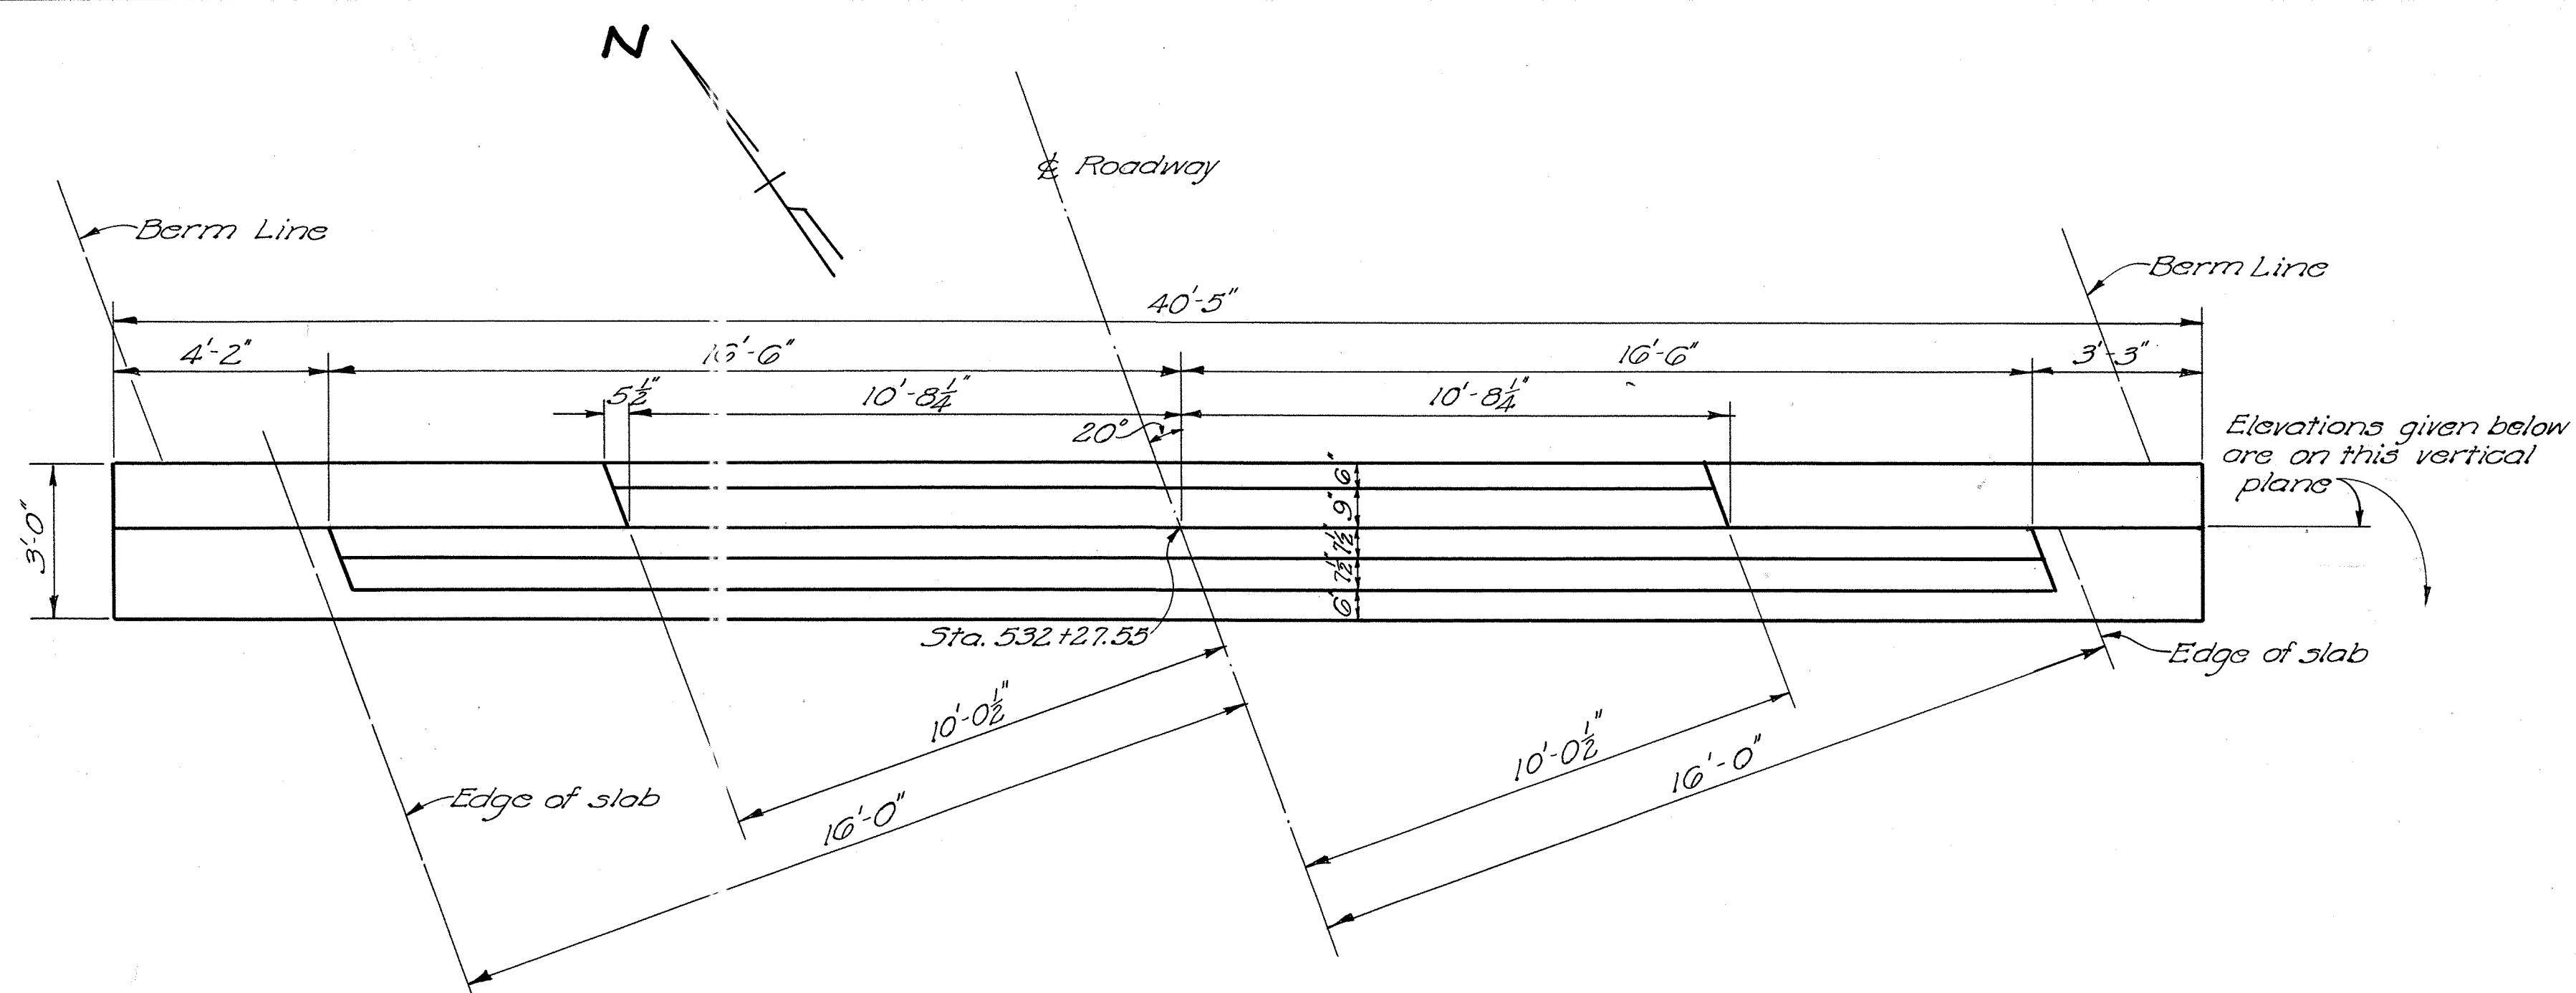 N
℄ Roadway
Berm Line
Berm Line
40'-5"
4'-2"
16'-6"
16'-6"
3'-3"
5½"
10'-8¼"
10'-8¼"
20°
Elevations given below
are on this vertical
plane
3'-0"
6"
9"
7½"
7½"
6"
Sta. 532+27.55
Edge of slab
10'-0½"
10'-0½"
16'-0"
Edge of slab
16'-0"